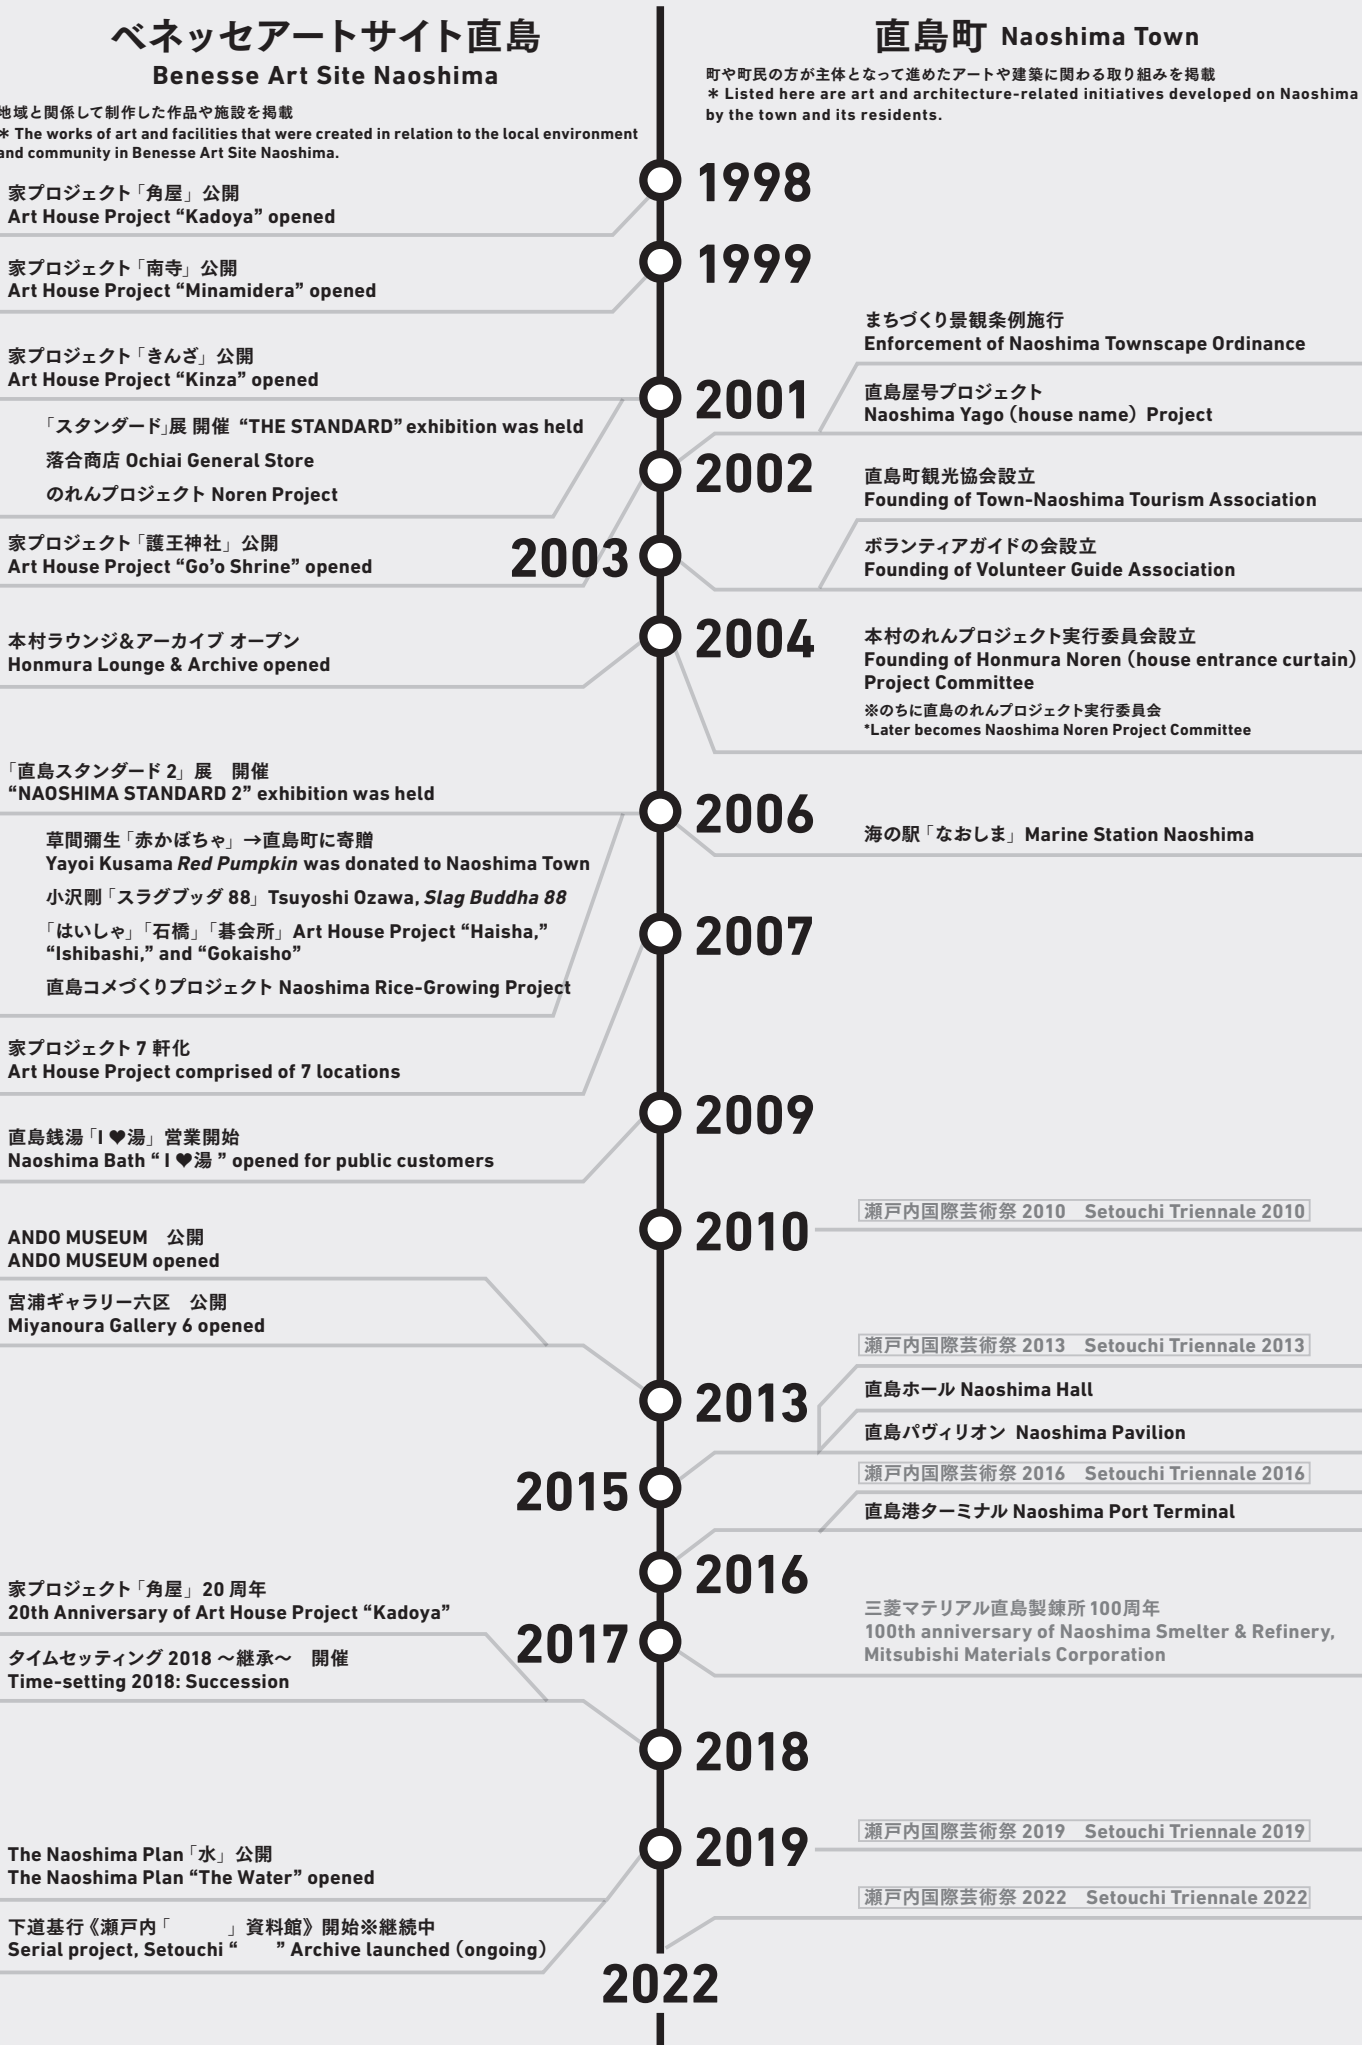 ベネッセアートサイト直島
Benesse Art Site Naoshima
地域と関係して制作した作品や施設を掲載
＊ The works of art and facilities that were created in relation to the local environment
and community in Benesse Art Site Naoshima.
直島町 Naoshima Town
町や町民の方が主体となって進めたアートや建築に関わる取り組みを掲載
＊ Listed here are art and architecture-related initiatives developed on Naoshima
by the town and its residents.
1998
家プロジェクト「角屋」公開
Art House Project “Kadoya” opened
1999
家プロジェクト「南寺」公開
Art House Project “Minamidera” opened
2001
家プロジェクト「きんざ」公開
Art House Project “Kinza” opened
「スタンダード」展 開催 “THE STANDARD” exhibition was held
落合商店 Ochiai General Store
のれんプロジェクト Noren Project
まちづくり景観条例施行
Enforcement of Naoshima Townscape Ordinance
直島屋号プロジェクト
Naoshima Yago（house name）Project
2002
家プロジェクト「護王神社」公開
Art House Project “Go’o Shrine” opened
2003
直島町観光協会設立
Founding of Town-Naoshima Tourism Association
ボランティアガイドの会設立
Founding of Volunteer Guide Association
2004
本村ラウンジ＆アーカイブ オープン
Honmura Lounge & Archive opened
本村のれんプロジェクト実行委員会設立
Founding of Honmura Noren（house entrance curtain）
Project Committee
※のちに直島のれんプロジェクト実行委員会
*Later becomes Naoshima Noren Project Committee
2006
「直島スタンダード 2」展　開催
“NAOSHIMA STANDARD 2” exhibition was held
草間彌生「赤かぼちゃ」→直島町に寄贈
Yayoi Kusama Red Pumpkin was donated to Naoshima Town
小沢剛「スラグブッダ 88」Tsuyoshi Ozawa, Slag Buddha 88
「はいしゃ」「石橋」「碁会所」Art House Project “Haisha,”
“Ishibashi,” and “Gokaisho”
直島コメづくりプロジェクト Naoshima Rice-Growing Project
海の駅「なおしま」Marine Station Naoshima
2007
家プロジェクト 7 軒化
Art House Project comprised of 7 locations
2009
直島銭湯「I ♥湯」営業開始
Naoshima Bath “ I ♥湯 ” opened for public customers
2010
瀬戸内国際芸術祭 2010　Setouchi Triennale 2010
ANDO MUSEUM　公開
ANDO MUSEUM opened
宮浦ギャラリー六区　公開
Miyanoura Gallery 6 opened
2013
瀬戸内国際芸術祭 2013　Setouchi Triennale 2013
直島ホール Naoshima Hall
直島パヴィリオン Naoshima Pavilion
2015
瀬戸内国際芸術祭 2016　Setouchi Triennale 2016
直島港ターミナル Naoshima Port Terminal
2016
家プロジェクト「角屋」20 周年
20th Anniversary of Art House Project “Kadoya”
タイムセッティング 2018 〜継承〜　開催
Time-setting 2018: Succession
2017
三菱マテリアル直島製錬所 100周年
100th anniversary of Naoshima Smelter & Refinery,
Mitsubishi Materials Corporation
2018
2019
The Naoshima Plan「水」公開
The Naoshima Plan “The Water” opened
下道基行《瀬戸内「　　　」資料館》開始※継続中
Serial project, Setouchi “　　” Archive launched（ongoing）
瀬戸内国際芸術祭 2019　Setouchi Triennale 2019
瀬戸内国際芸術祭 2022　Setouchi Triennale 2022
2022